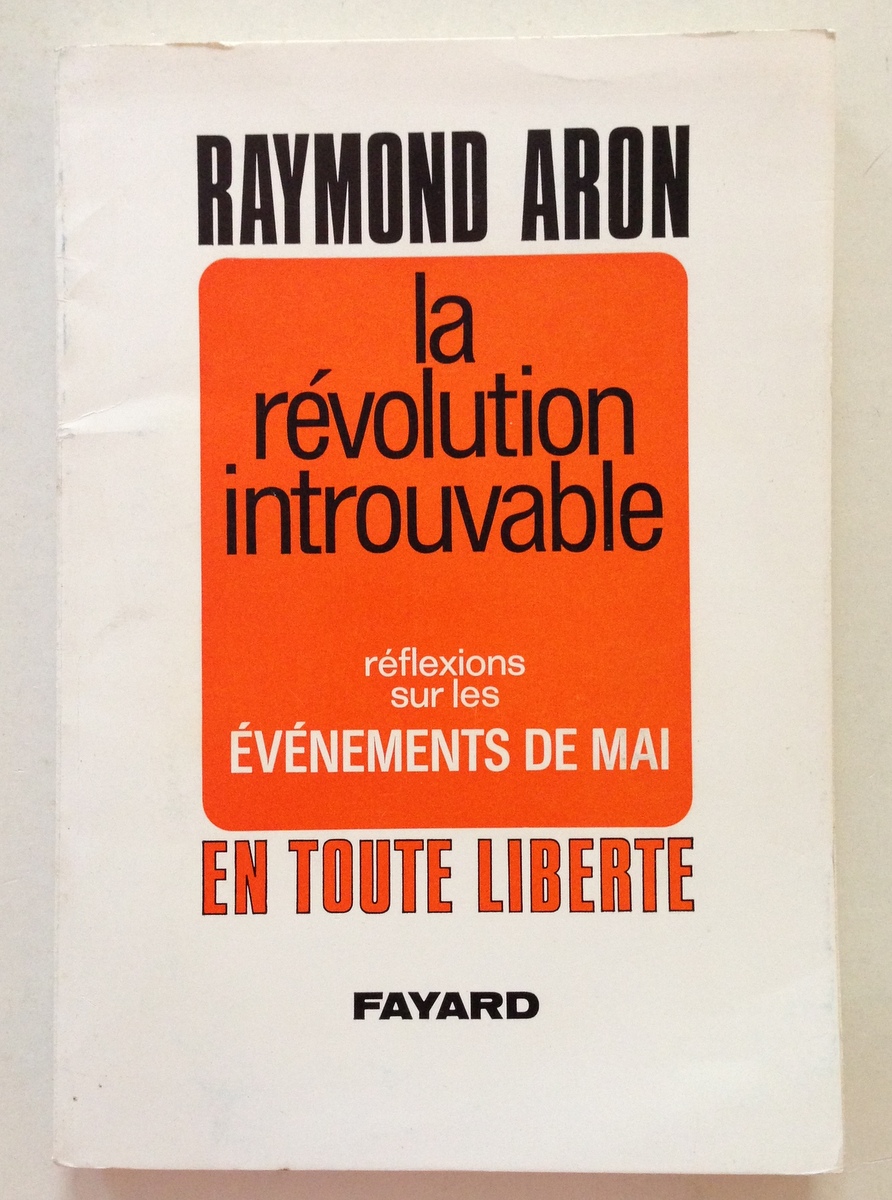 RAYMOND ARON
la
révolution
introuvable
réflexions
sur les
ÉVÉNEMENTS DE MAI
EN TOUTE LIBERTE
FAYARD